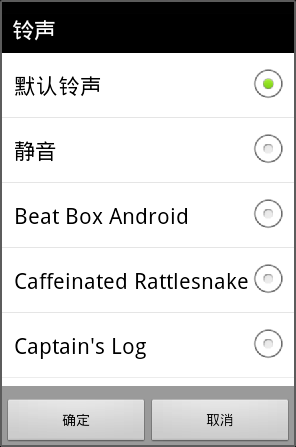 铃声
默认铃声
静音
Beat Box Android
Caffeinated Rattlesnake
Captain's Log
确定
取消